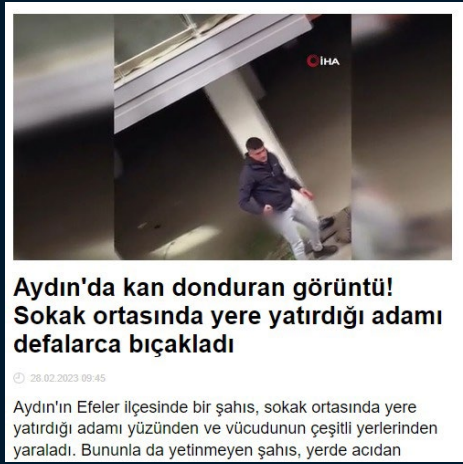 İHA
Aydın'da kan donduran görüntü!
Sokak ortasında yere yatırdığı adamı
defalarca bıçakladı
28.02.2023 09:45
Aydın'ın Efeler ilçesinde bir şahıs, sokak ortasında yere
yatırdığı adamı yüzünden ve vücudunun çeşitli yerlerinden
yaraladı. Bununla da yetinmeyen şahıs, yerde acıdan